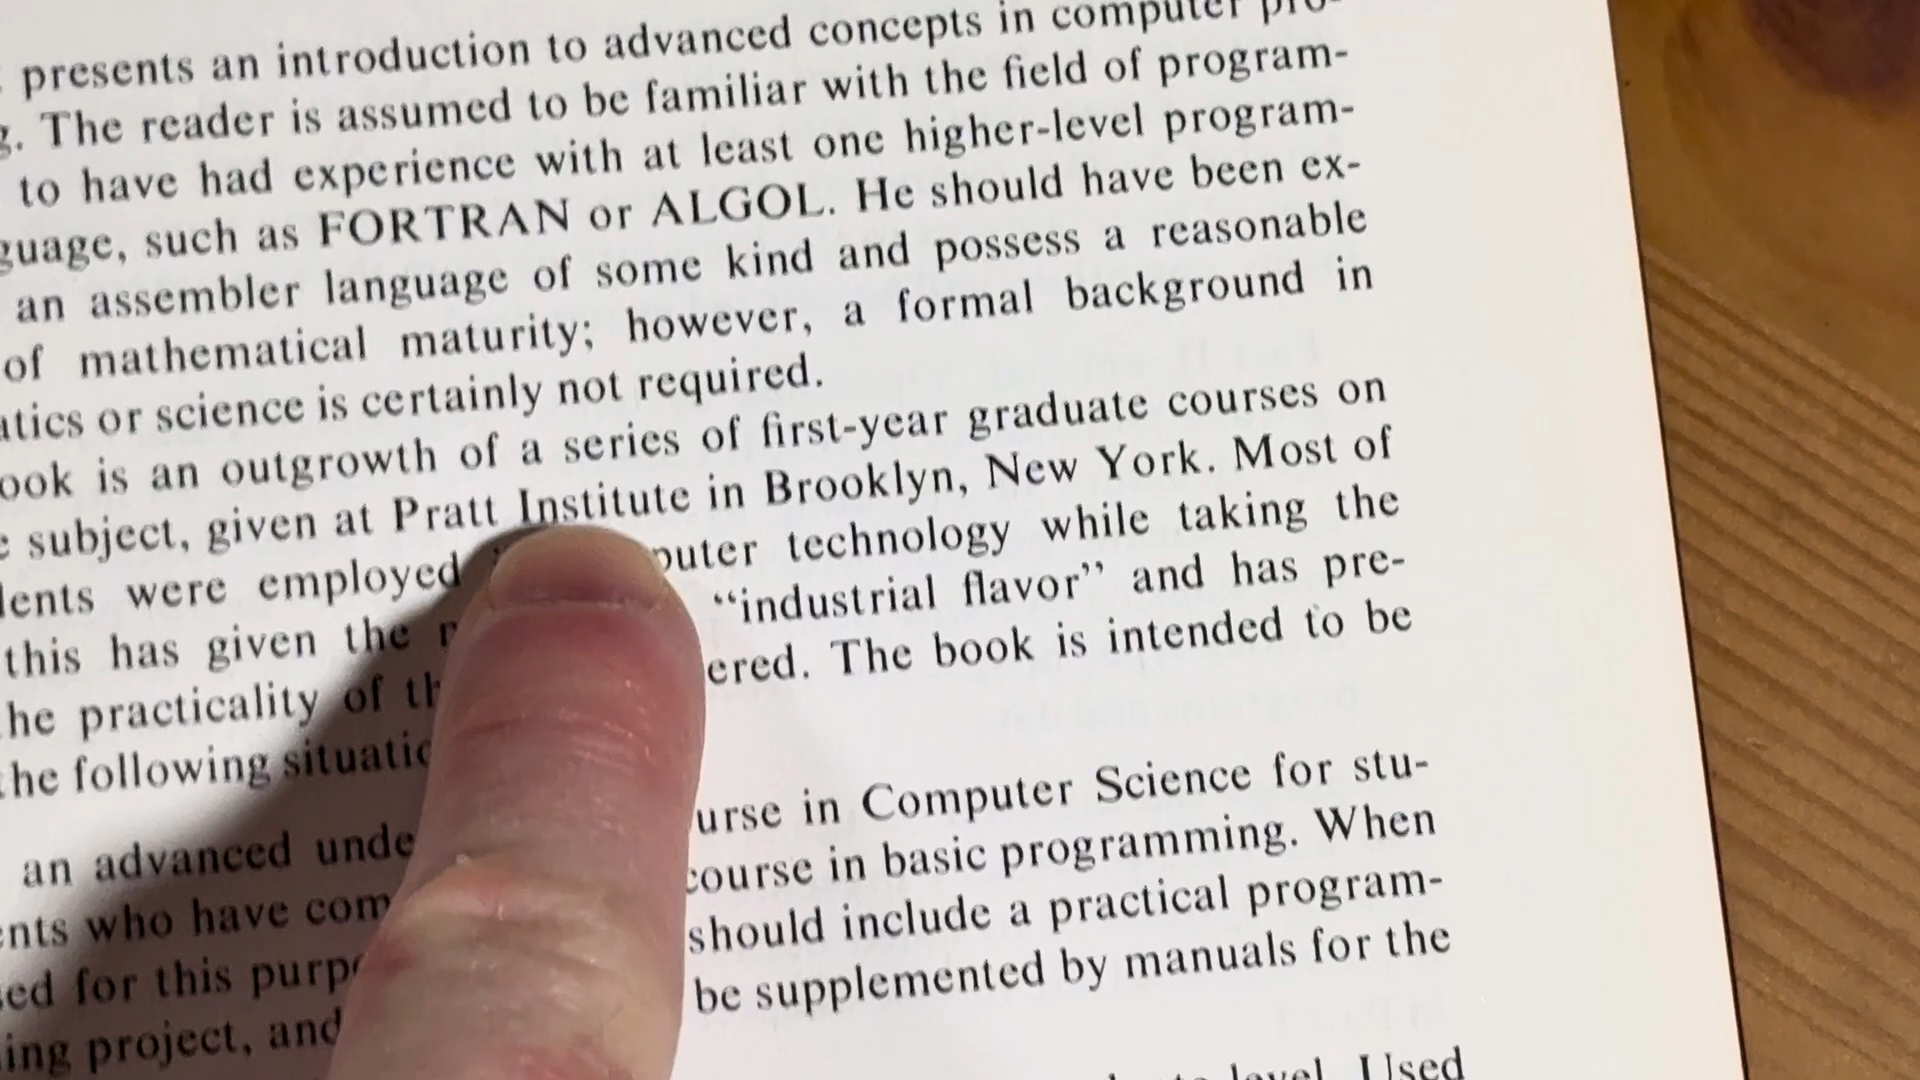 presents an introduction to advanced concepts in computer pro-
g. The reader is assumed to be familiar with the field of program-
to have had experience with at least one higher-level program-
guage, such as FORTRAN or ALGOL. He should have been ex-
an assembler language of some kind and possess a reasonable
of mathematical maturity; however, a formal background in
atics or science is certainly not required.
ook is an outgrowth of a series of first-year graduate courses on
subject, given at Pratt Institute in Brooklyn, New York. Most of
dents were employed puter technology while taking the
this has given the "industrial flavor" and has pre-
he practicality of th ered. The book is intended to be
he following situatio
an advanced unde urse in Computer Science for stu-
ents who have com course in basic programming. When
sed for this purpo should include a practical program-
ing project, and be supplemented by manuals for the
level. Used